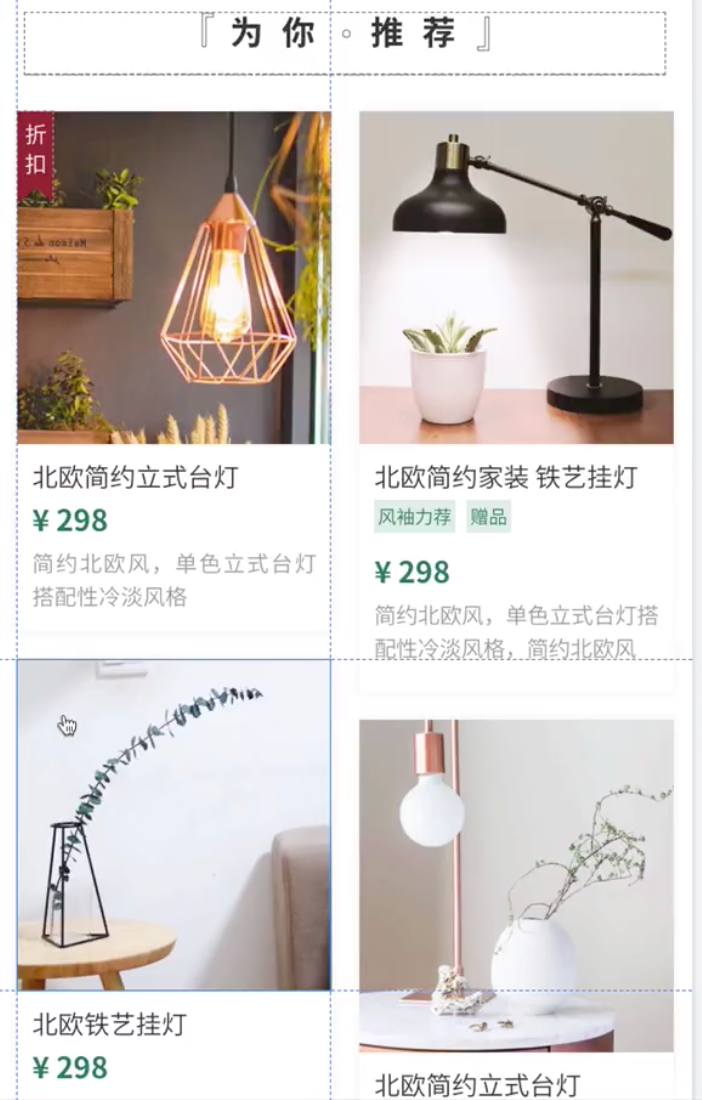 『为你。推荐』
折
扣
北欧简约立式台灯
¥ 298
简约北欧风，单色立式台灯
搭配性冷淡风格
北欧简约家装 铁艺挂灯
风袖力荐 赠品
¥ 298
简约北欧风，单色立式台灯搭
配性冷淡风格，简约北欧风
北欧铁艺挂灯
¥ 298
北欧简约立式台灯